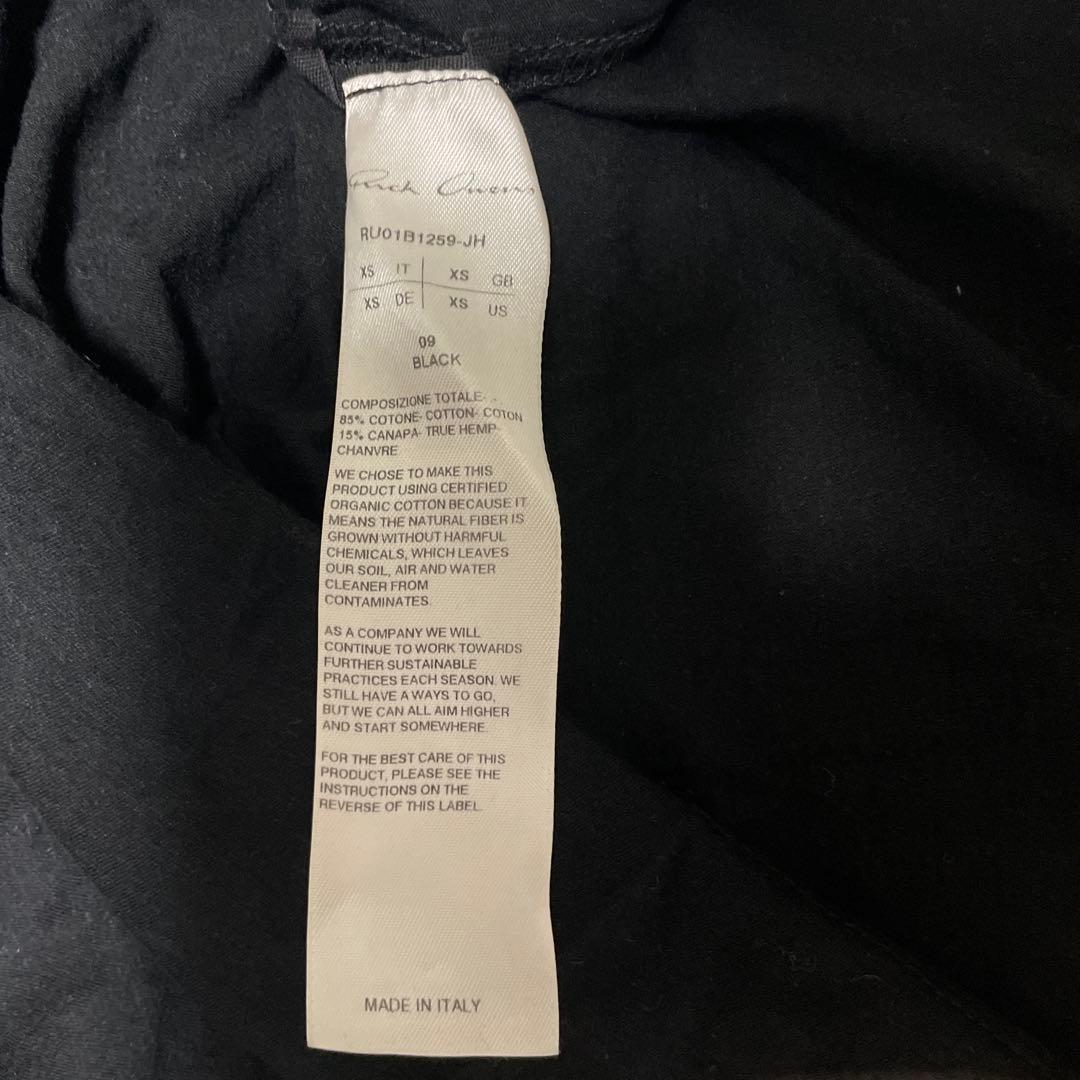 Rick Owens
RU01B1259-JH
XS IT XS GB
XS DE XS US
09
BLACK
COMPOSIZIONE TOTALE-
85% COTONE- COTTON- COTON
15% CANAPA- TRUE HEMP-
CHANVRE
WE CHOSE TO MAKE THIS
PRODUCT USING CERTIFIED
ORGANIC COTTON BECAUSE IT
MEANS THE NATURAL FIBER IS
GROWN WITHOUT HARMFUL
CHEMICALS, WHICH LEAVES
OUR SOIL, AIR AND WATER
CLEANER FROM
CONTAMINATES.
AS A COMPANY WE WILL
CONTINUE TO WORK TOWARDS
FURTHER SUSTAINABLE
PRACTICES EACH SEASON. WE
STILL HAVE A WAYS TO GO,
BUT WE CAN ALL AIM HIGHER
AND START SOMEWHERE.
FOR THE BEST CARE OF THIS
PRODUCT, PLEASE SEE THE
INSTRUCTIONS ON THE
REVERSE OF THIS LABEL.
MADE IN ITALY